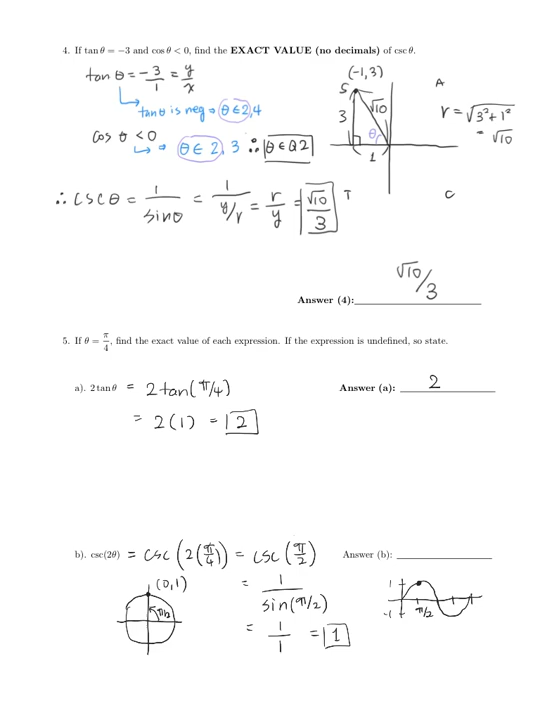 4. If tan θ = −3 and cos θ < 0, find the EXACT VALUE (no decimals) of csc θ.
tan θ = -3/1 = y/x
(-1,3)
S
A
→ tan θ is neg → θ ∈ 2,4
3
√10
θ
1
r = √3²+1²
= √10
cos θ < 0
→ θ ∈ 2, 3 ∴ θ ∈ Q2
∴ csc θ = 1/sin θ = 1/y/r = r/y = √10/3
T
C
√10/3
Answer (4):
5. If θ = π/4, find the exact value of each expression. If the expression is undefined, so state.
a). 2 tan θ = 2 tan(π/4)
Answer (a): 2
= 2(1) = 2
b). csc(2θ) = csc(2(π/4)) = csc(π/2)
Answer (b):
(0,1)
π/2
= 1/sin(π/2)
= 1/1 = 1
1
π/2
-1